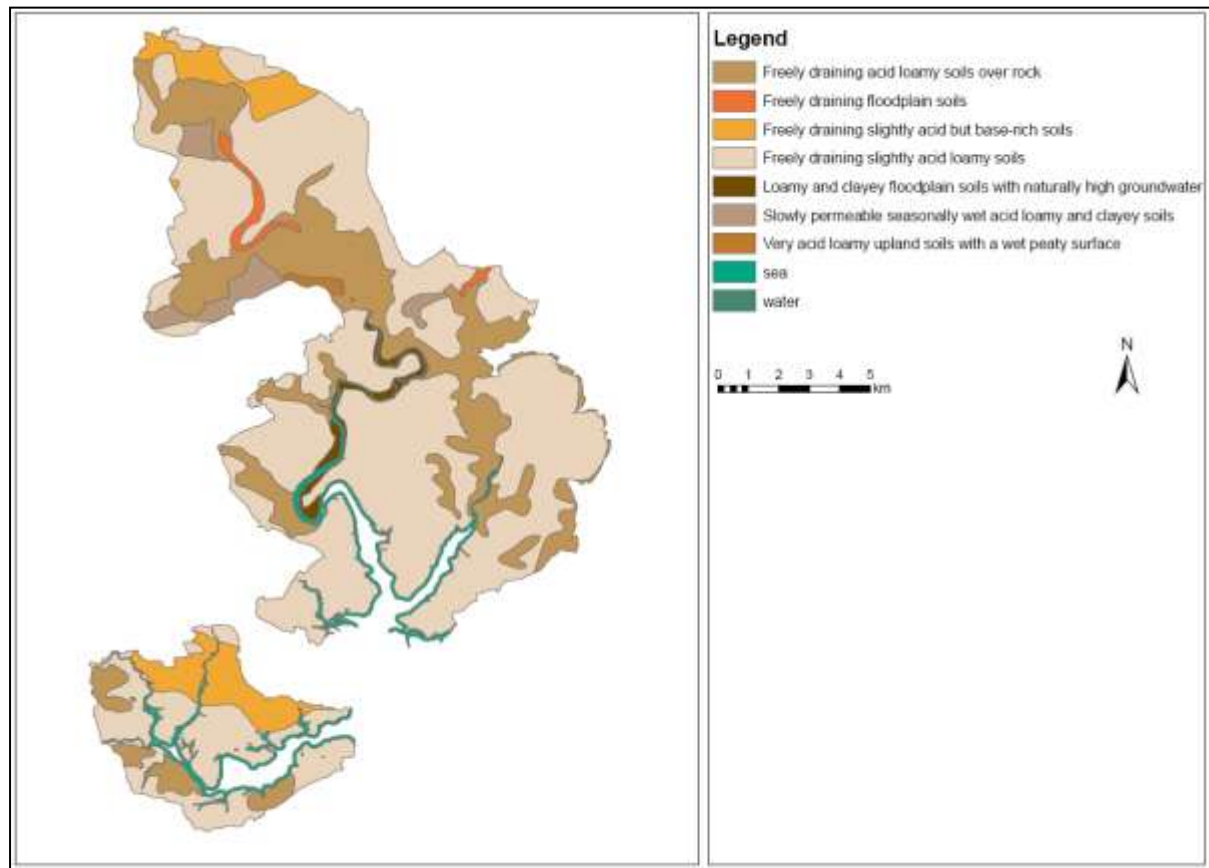 Legend
Freely draining acid loamy soils over rock
Freely draining floodplain soils
Freely draining slightly acid but base-rich soils
Freely draining slightly acid loamy soils
Loamy and clayey floodplain soils with naturally high groundwater
Slowly permeable seasonally wet acid loamy and clayey soils
Very acid loamy upland soils with a wet peaty surface
sea
water
N
0 1 2 3 4 5
km